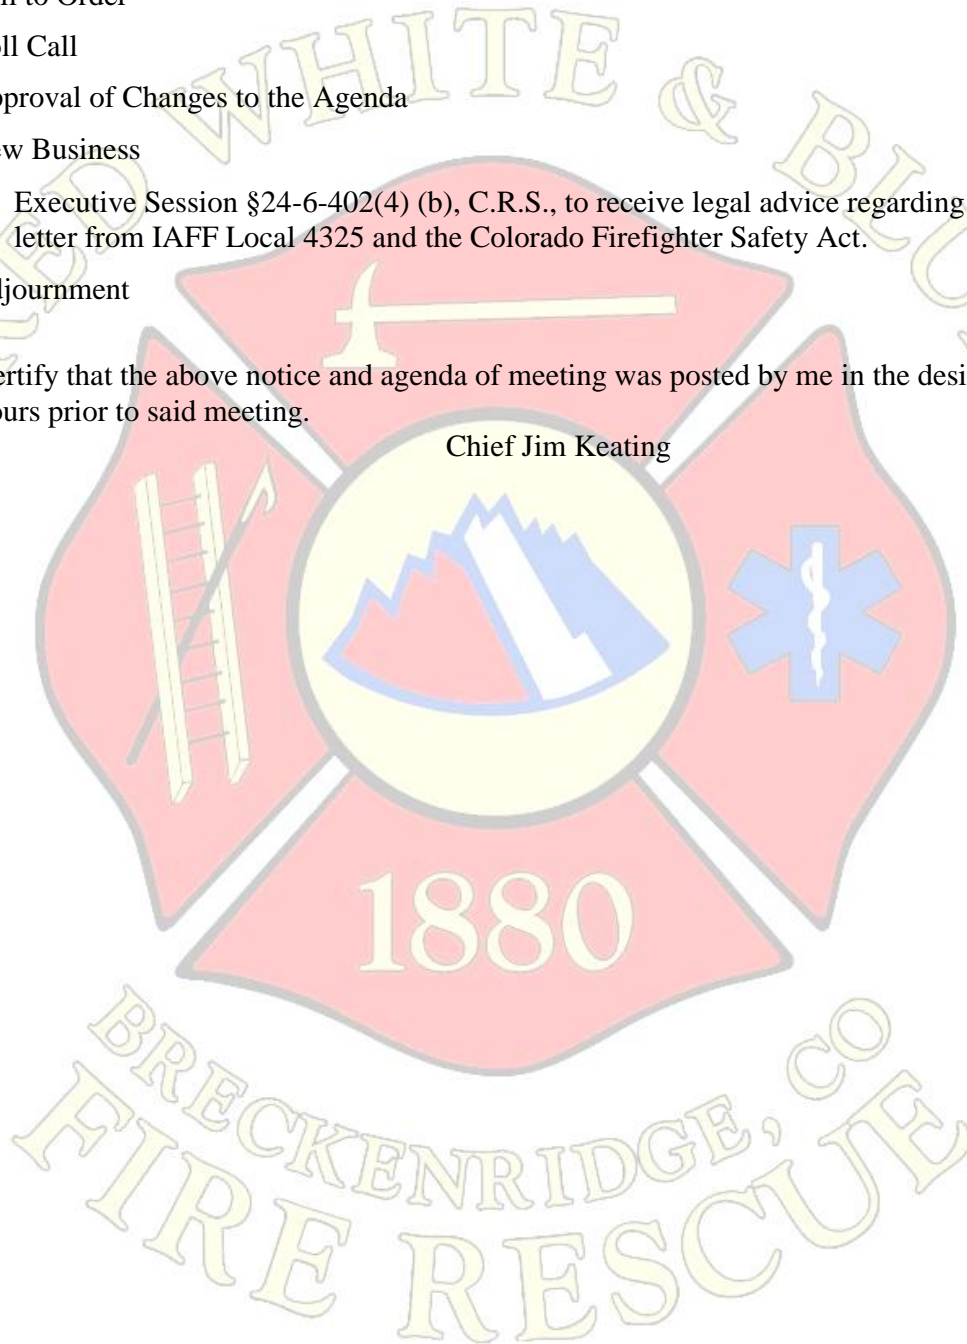 ll to Order
oll Call
pproval of Changes to the Agenda
ew Business
Executive Session §24-6-402(4) (b), C.R.S., to receive legal advice regarding
letter from IAFF Local 4325 and the Colorado Firefighter Safety Act.
djournment
ertify that the above notice and agenda of meeting was posted by me in the desi
ours prior to said meeting.
Chief Jim Keating
RED WHITE & BLU
1880
BRECKENRIDGE, CO
FIRE RESCUE